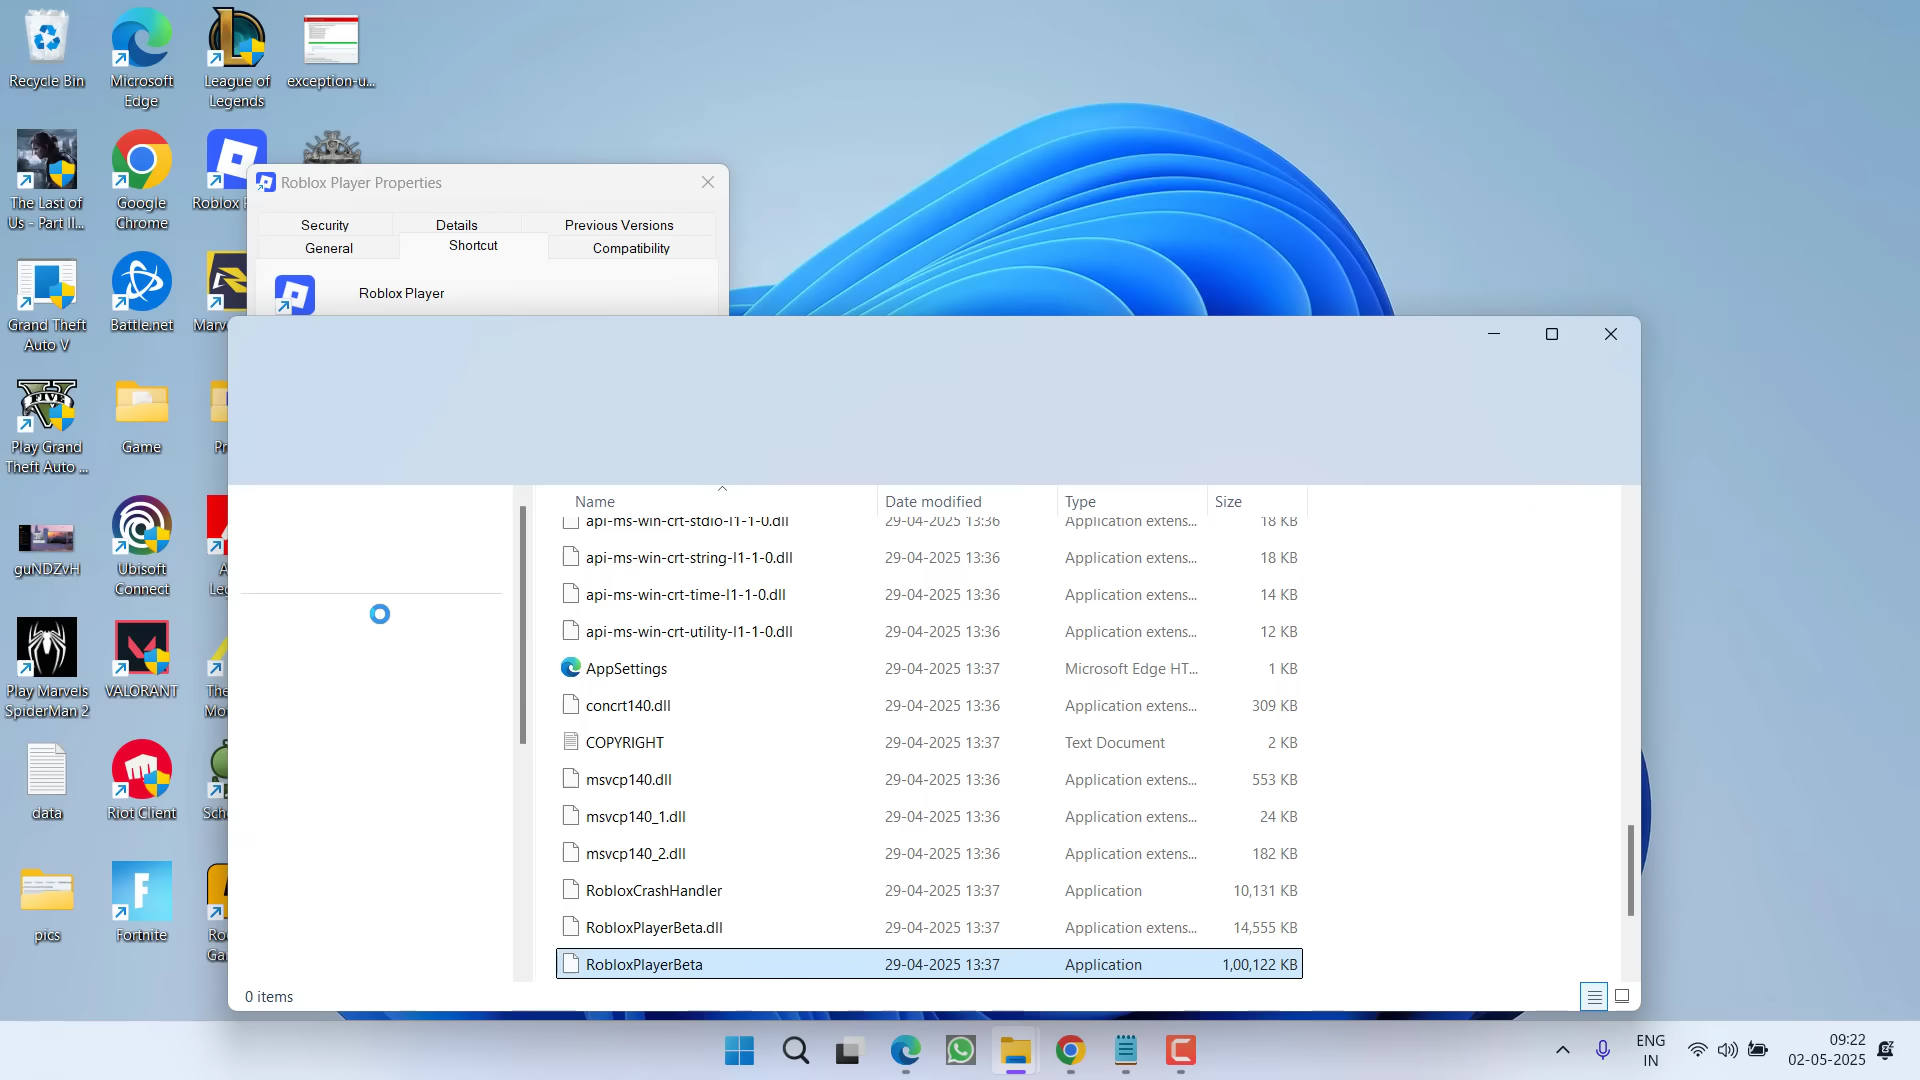 Recycle Bin
Microsoft
Edge
League of
Legends
exception-u...
The Last of
Us - Part II...
Google
Chrome
Roblox
Grand Theft
Auto V
Battle.net
Marv
Play Grand
Theft Auto ...
Game
Pr
guNDZvH
Ubisoft
Connect
A
Leg
Play Marvels
SpiderMan 2
VALORANT
The
Mo
data
Riot Client
Sch
pics
Fortnite
Ro
Ga
Roblox Player Properties
Security
Details
Previous Versions
General
Shortcut
Compatibility
Roblox Player
Name
Date modified
Type
Size
api-ms-win-crt-stdio-l1-1-0.dll 29-04-2025 13:36 Application extens... 18 KB
api-ms-win-crt-string-l1-1-0.dll 29-04-2025 13:36 Application extens... 18 KB
api-ms-win-crt-time-l1-1-0.dll 29-04-2025 13:36 Application extens... 14 KB
api-ms-win-crt-utility-l1-1-0.dll 29-04-2025 13:36 Application extens... 12 KB
AppSettings 29-04-2025 13:37 Microsoft Edge HT... 1 KB
concrt140.dll 29-04-2025 13:36 Application extens... 309 KB
COPYRIGHT 29-04-2025 13:37 Text Document 2 KB
msvcp140.dll 29-04-2025 13:36 Application extens... 553 KB
msvcp140_1.dll 29-04-2025 13:36 Application extens... 24 KB
msvcp140_2.dll 29-04-2025 13:36 Application extens... 182 KB
RobloxCrashHandler 29-04-2025 13:37 Application 10,131 KB
RobloxPlayerBeta.dll 29-04-2025 13:37 Application extens... 14,555 KB
RobloxPlayerBeta 29-04-2025 13:37 Application 1,00,122 KB
0 items
ENG
IN
09:22
02-05-2025